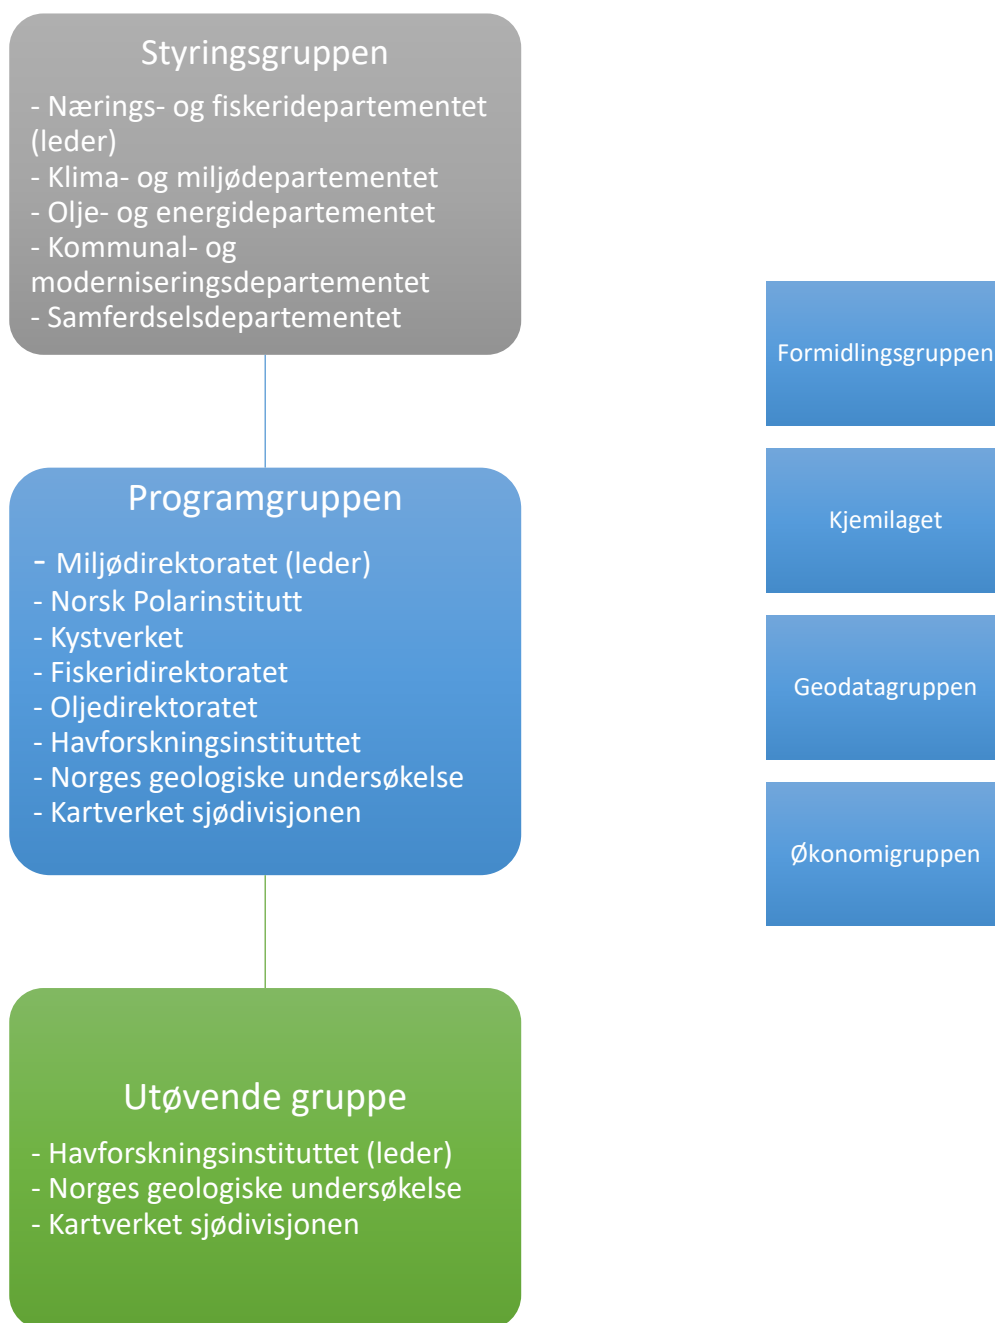 Styringsgruppen
- Nærings- og fiskeridepartementet
(leder)
- Klima- og miljødepartementet
- Olje- og energidepartementet
- Kommunal- og
moderniseringsdepartementet
- Samferdselsdepartementet
Programgruppen
- Miljødirektoratet (leder)
- Norsk Polarinstitutt
- Kystverket
- Fiskeridirektoratet
- Oljedirektoratet
- Havforskningsinstituttet
- Norges geologiske undersøkelse
- Kartverket sjødivisjonen
Utøvende gruppe
- Havforskningsinstituttet (leder)
- Norges geologiske undersøkelse
- Kartverket sjødivisjonen
Formidlingsgruppen
Kjemilaget
Geodatagruppen
Økonomigruppen